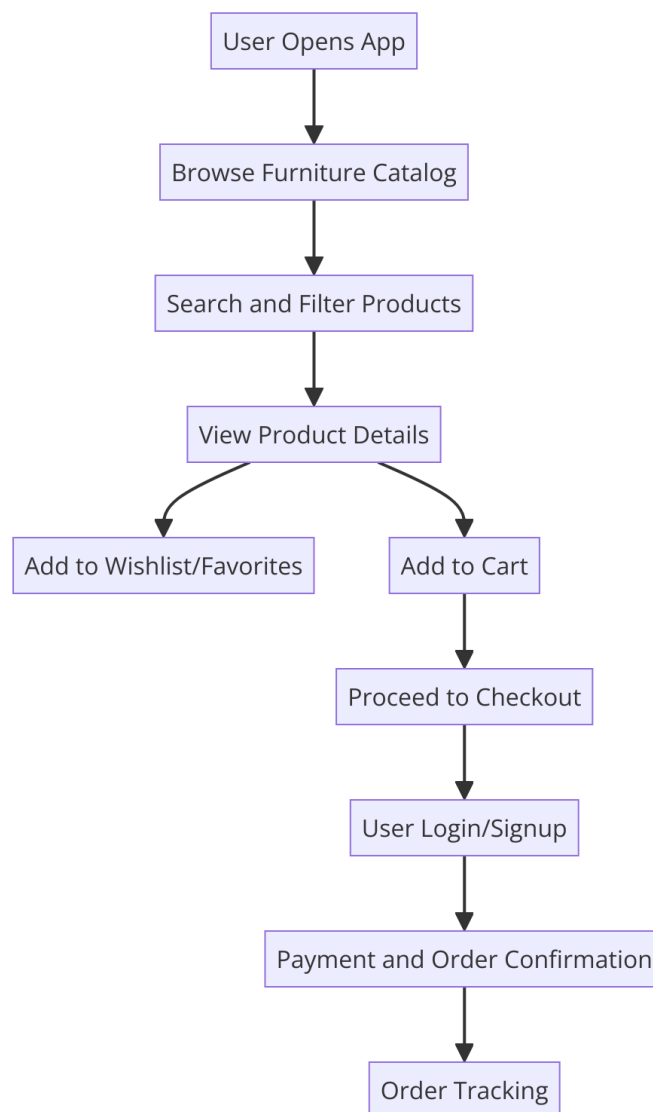 User Opens App
Browse Furniture Catalog
Search and Filter Products
View Product Details
Add to Wishlist/Favorites
Add to Cart
Proceed to Checkout
User Login/Signup
Payment and Order Confirmation
Order Tracking